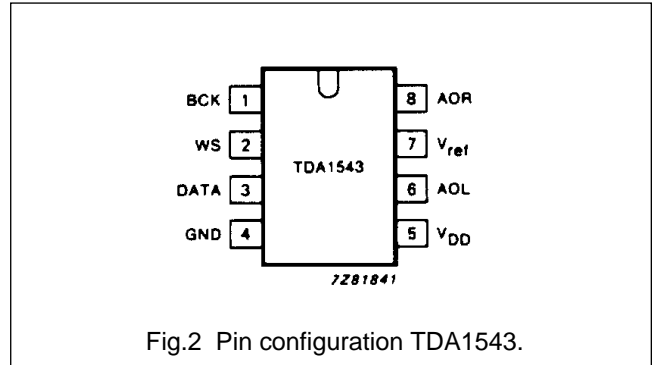 BCK 1 8 AOR
WS 2 7 Vref
TDA1543
DATA 3 6 AOL
GND 4 5 VDD
7Z81841
Fig.2 Pin configuration TDA1543.